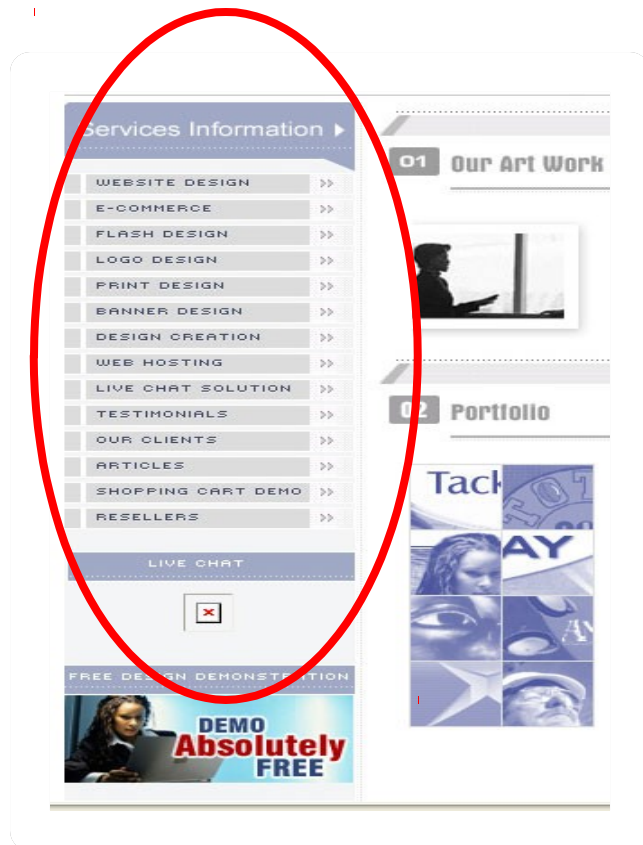 Services Information
WEBSITE DESIGN
E-COMMERCE
FLASH DESIGN
LOGO DESIGN
PRINT DESIGN
BANNER DESIGN
DESIGN CREATION
WEB HOSTING
LIVE CHAT SOLUTION
TESTIMONIALS
OUR CLIENTS
ARTICLES
SHOPPING CART DEMO
RESELLERS
LIVE CHAT
FREE DESIGN DEMONSTRATION
DEMO
Absolutely
FREE
01 Our Art Work
02 Portfolio
Tack
AY